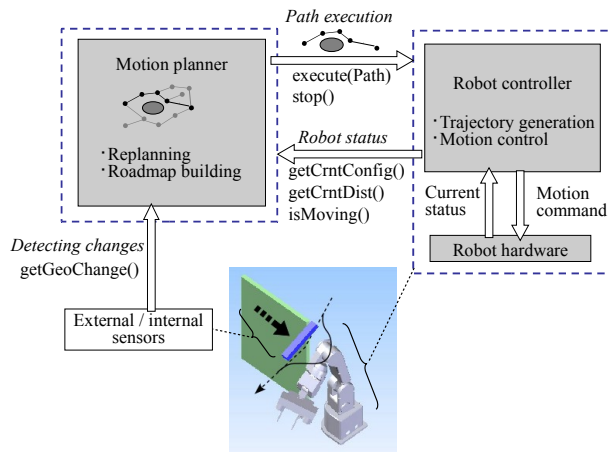 Path execution
Motion planner
execute(Path)
stop()
Robot controller
・Trajectory generation
・Motion control
・Replanning
・Roadmap building
Robot status
getCrntConfig()
getCrntDist()
isMoving()
Current
status
Motion
command
Detecting changes
getGeoChange()
Robot hardware
External / internal
sensors